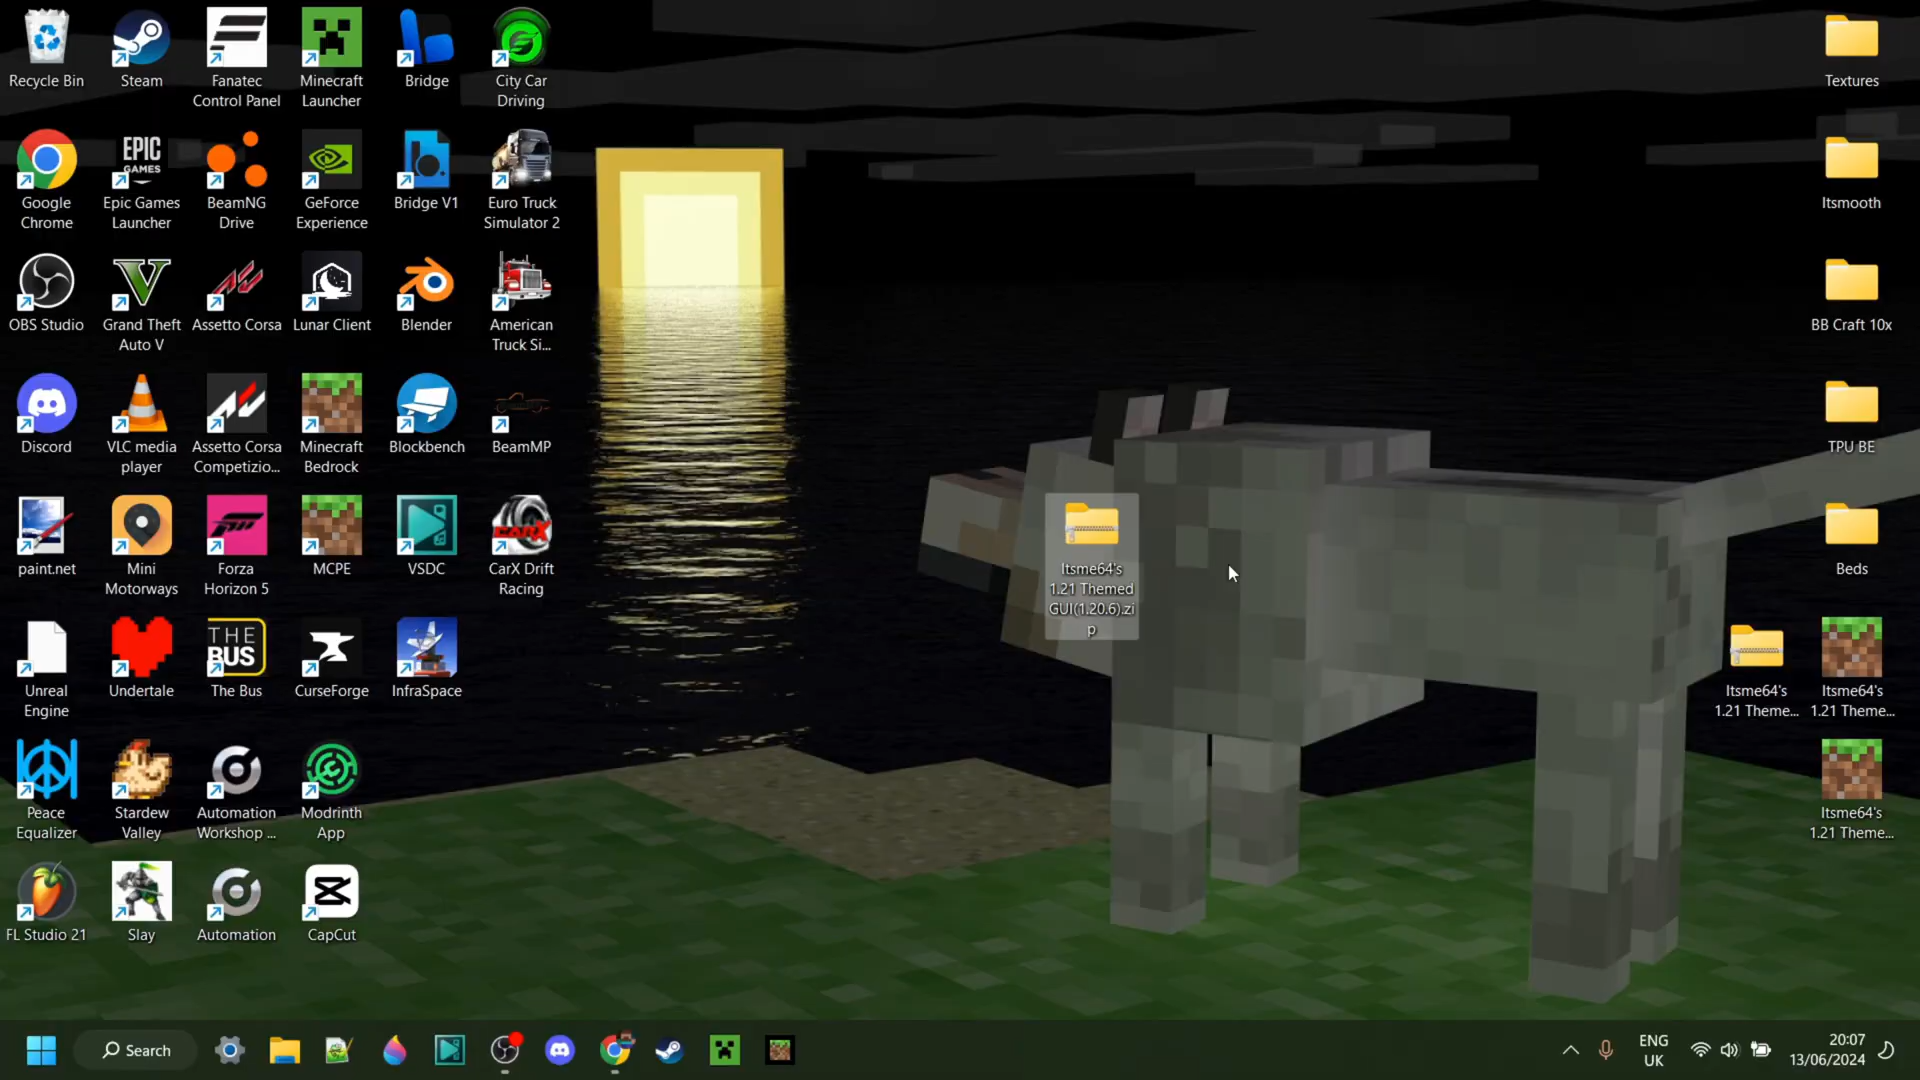 Recycle Bin
Steam
Fanatec
Control Panel
Minecraft
Launcher
Bridge
City Car
Driving
Textures
EPIC
GAMES
Google
Chrome
Epic Games
Launcher
BeamNG
Drive
GeForce
Experience
Bridge V1
Euro Truck
Simulator 2
Itsmooth
OBS Studio
Grand Theft
Auto V
Assetto Corsa
Lunar Client
Blender
American
Truck Si...
BB Craft 10x
Discord
VLC media
player
Assetto Corsa
Competizio...
Minecraft
Bedrock
Blockbench
BeamMP
TPU BE
CARX
paint.net
Mini
Motorways
Forza
Horizon 5
MCPE
VSDC
CarX Drift
Racing
Itsme64's
1.21 Themed
GUI(1.20.6).zi
p
Beds
THE
BUS
Unreal
Engine
Undertale
The Bus
CurseForge
InfraSpace
Itsme64's
1.21 Theme...
Itsme64's
1.21 Theme...
Peace
Equalizer
Stardew
Valley
Automation
Workshop ...
Modrinth
App
Itsme64's
1.21 Theme...
FL Studio 21
Slay
Automation
CapCut
Search
ENG
UK
20:07
13/06/2024